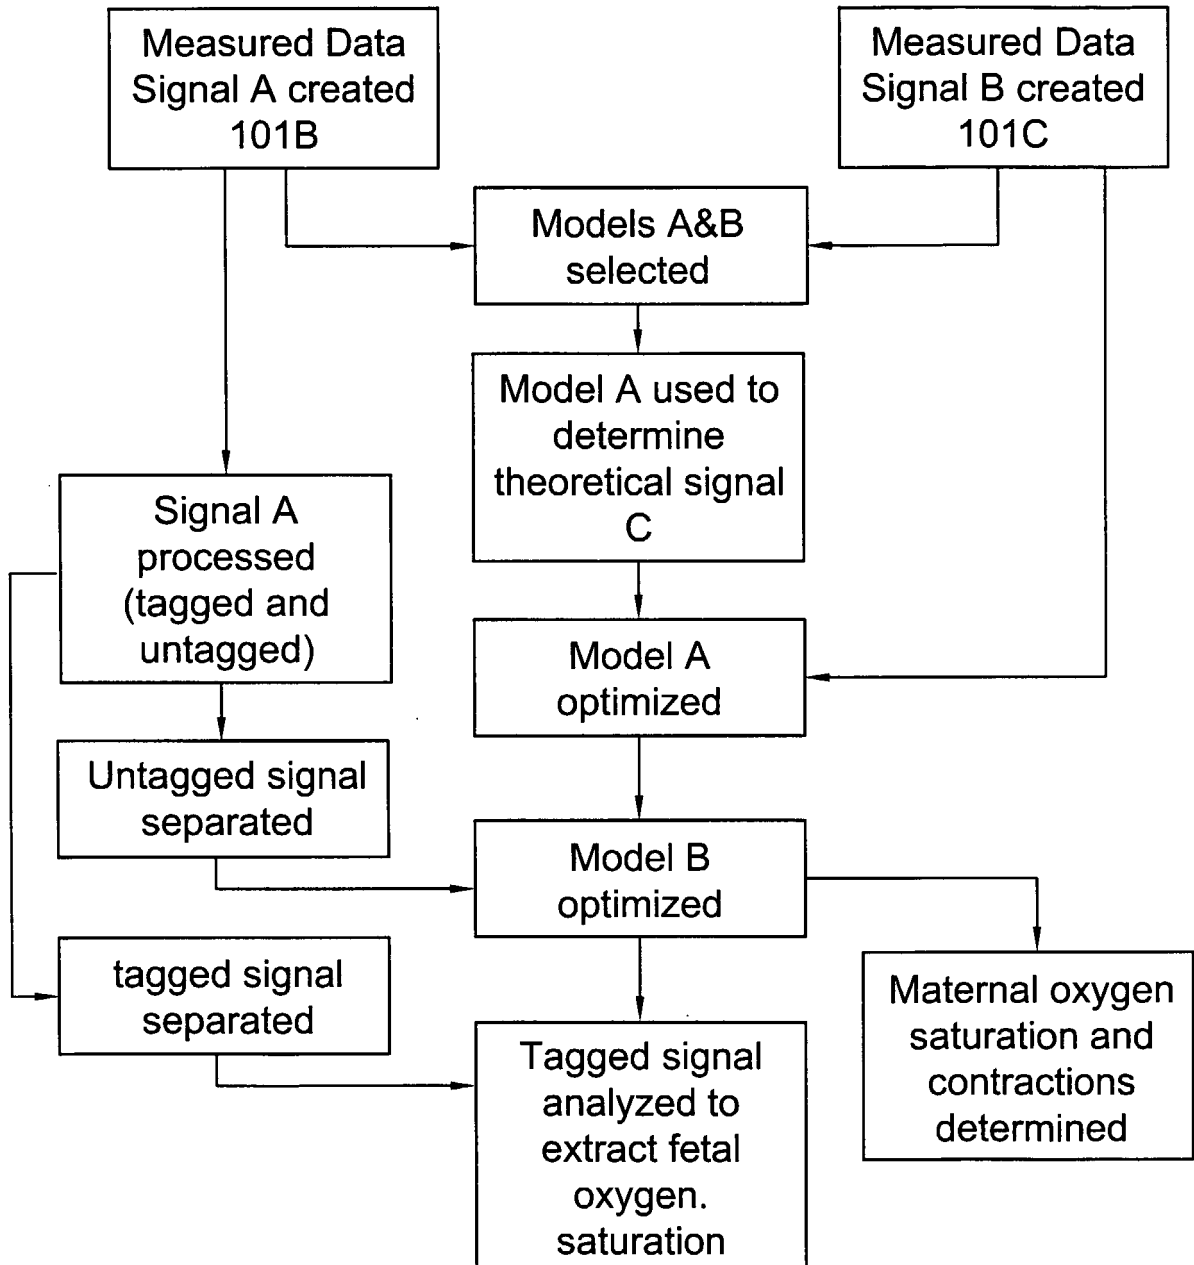 Measured Data
Signal A created
101B
Measured Data
Signal B created
101C
Models A&B
selected
Model A used to
determine
theoretical signal
C
Signal A
processed
(tagged and
untagged)
Model A
optimized
Untagged signal
separated
Model B
optimized
tagged signal
separated
Maternal oxygen
saturation and
contractions
determined
Tagged signal
analyzed to
extract fetal
oxygen.
saturation